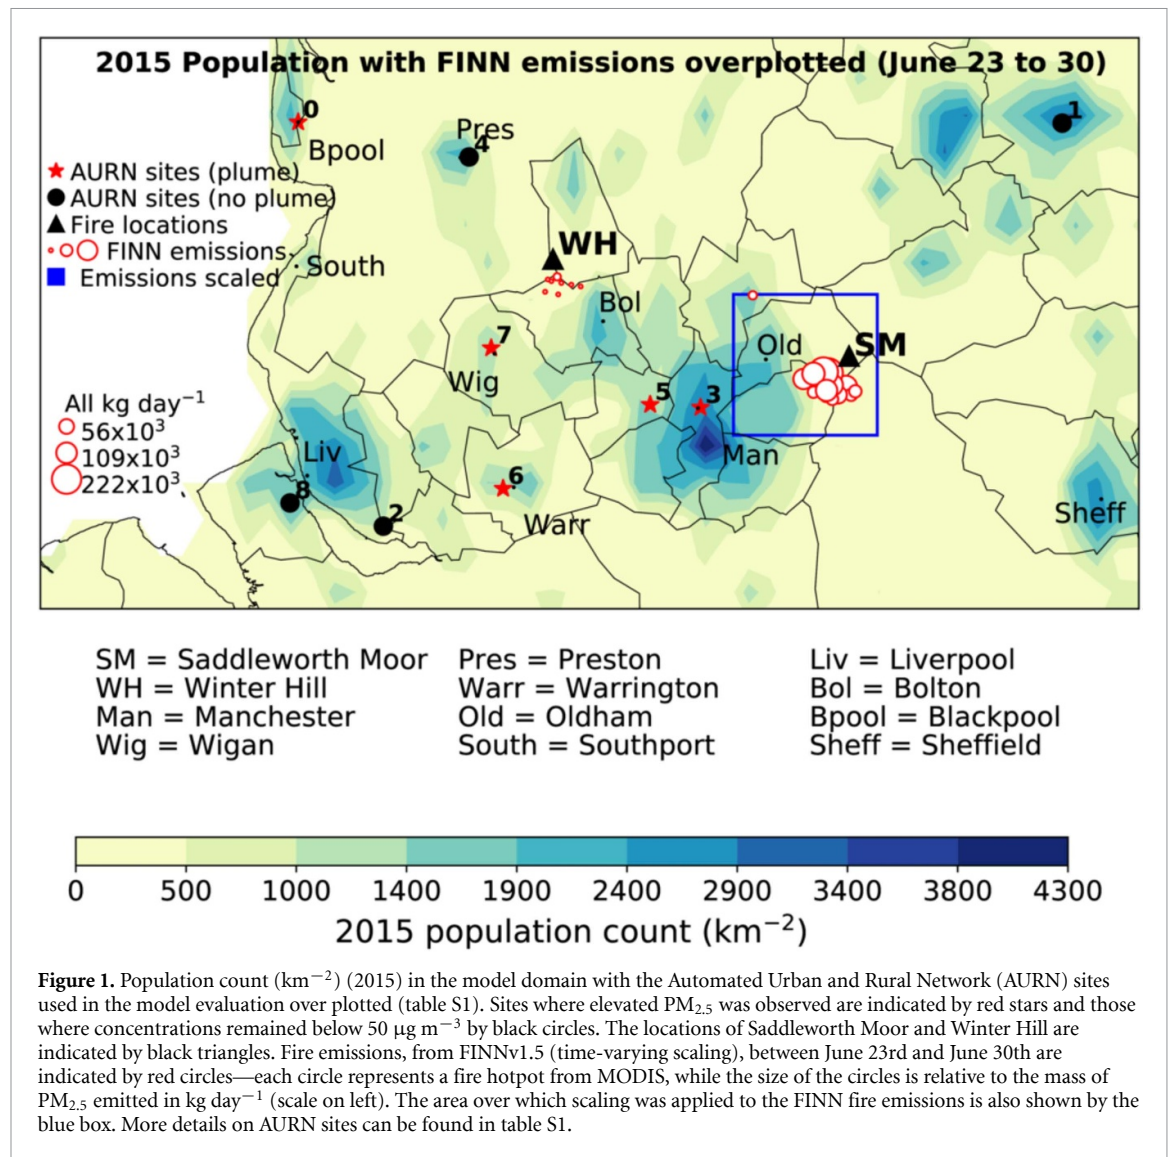 2015 Population with FINN emissions overplotted (June 23 to 30)
0
1
Bpool
Pres
4
AURN sites (plume)
AURN sites (no plume)
Fire locations
FINN emissions
Emissions scaled
South
WH
Bol
Old
SM
7
Wig
5
3
Man
All kg day⁻¹
56x10³
109x10³
222x10³
Liv
8
2
6
Warr
Sheff
SM = Saddleworth Moor Pres = Preston Liv = Liverpool
WH = Winter Hill Warr = Warrington Bol = Bolton
Man = Manchester Old = Oldham Bpool = Blackpool
Wig = Wigan South = Southport Sheff = Sheffield
0 500 1000 1400 1900 2400 2900 3400 3800 4300
2015 population count (km⁻²)
Figure 1. Population count (km⁻²) (2015) in the model domain with the Automated Urban and Rural Network (AURN) sites
used in the model evaluation over plotted (table S1). Sites where elevated PM₂.₅ was observed are indicated by red stars and those
where concentrations remained below 50 μg m⁻³ by black circles. The locations of Saddleworth Moor and Winter Hill are
indicated by black triangles. Fire emissions, from FINNv1.5 (time-varying scaling), between June 23rd and June 30th are
indicated by red circles—each circle represents a fire hotpot from MODIS, while the size of the circles is relative to the mass of
PM₂.₅ emitted in kg day⁻¹ (scale on left). The area over which scaling was applied to the FINN fire emissions is also shown by the
blue box. More details on AURN sites can be found in table S1.